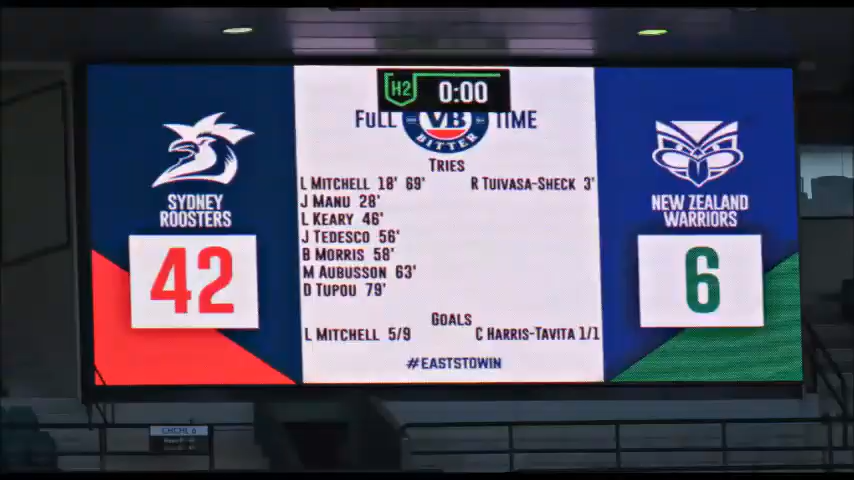 H2 0:00
FULL VB TIME
BITTER
TRIES
SYDNEY
ROOSTERS
42
L MITCHELL 18' 69'
J MANU 28'
L KEARY 46'
J TEDESCO 56'
B MORRIS 58'
M AUBUSSON 63'
D TUPOU 79'
R TUIVASA-SHECK 3'
NEW ZEALAND
WARRIORS
6
GOALS
L MITCHELL 5/9
C HARRIS-TAVITA 1/1
#EASTSTOWIN